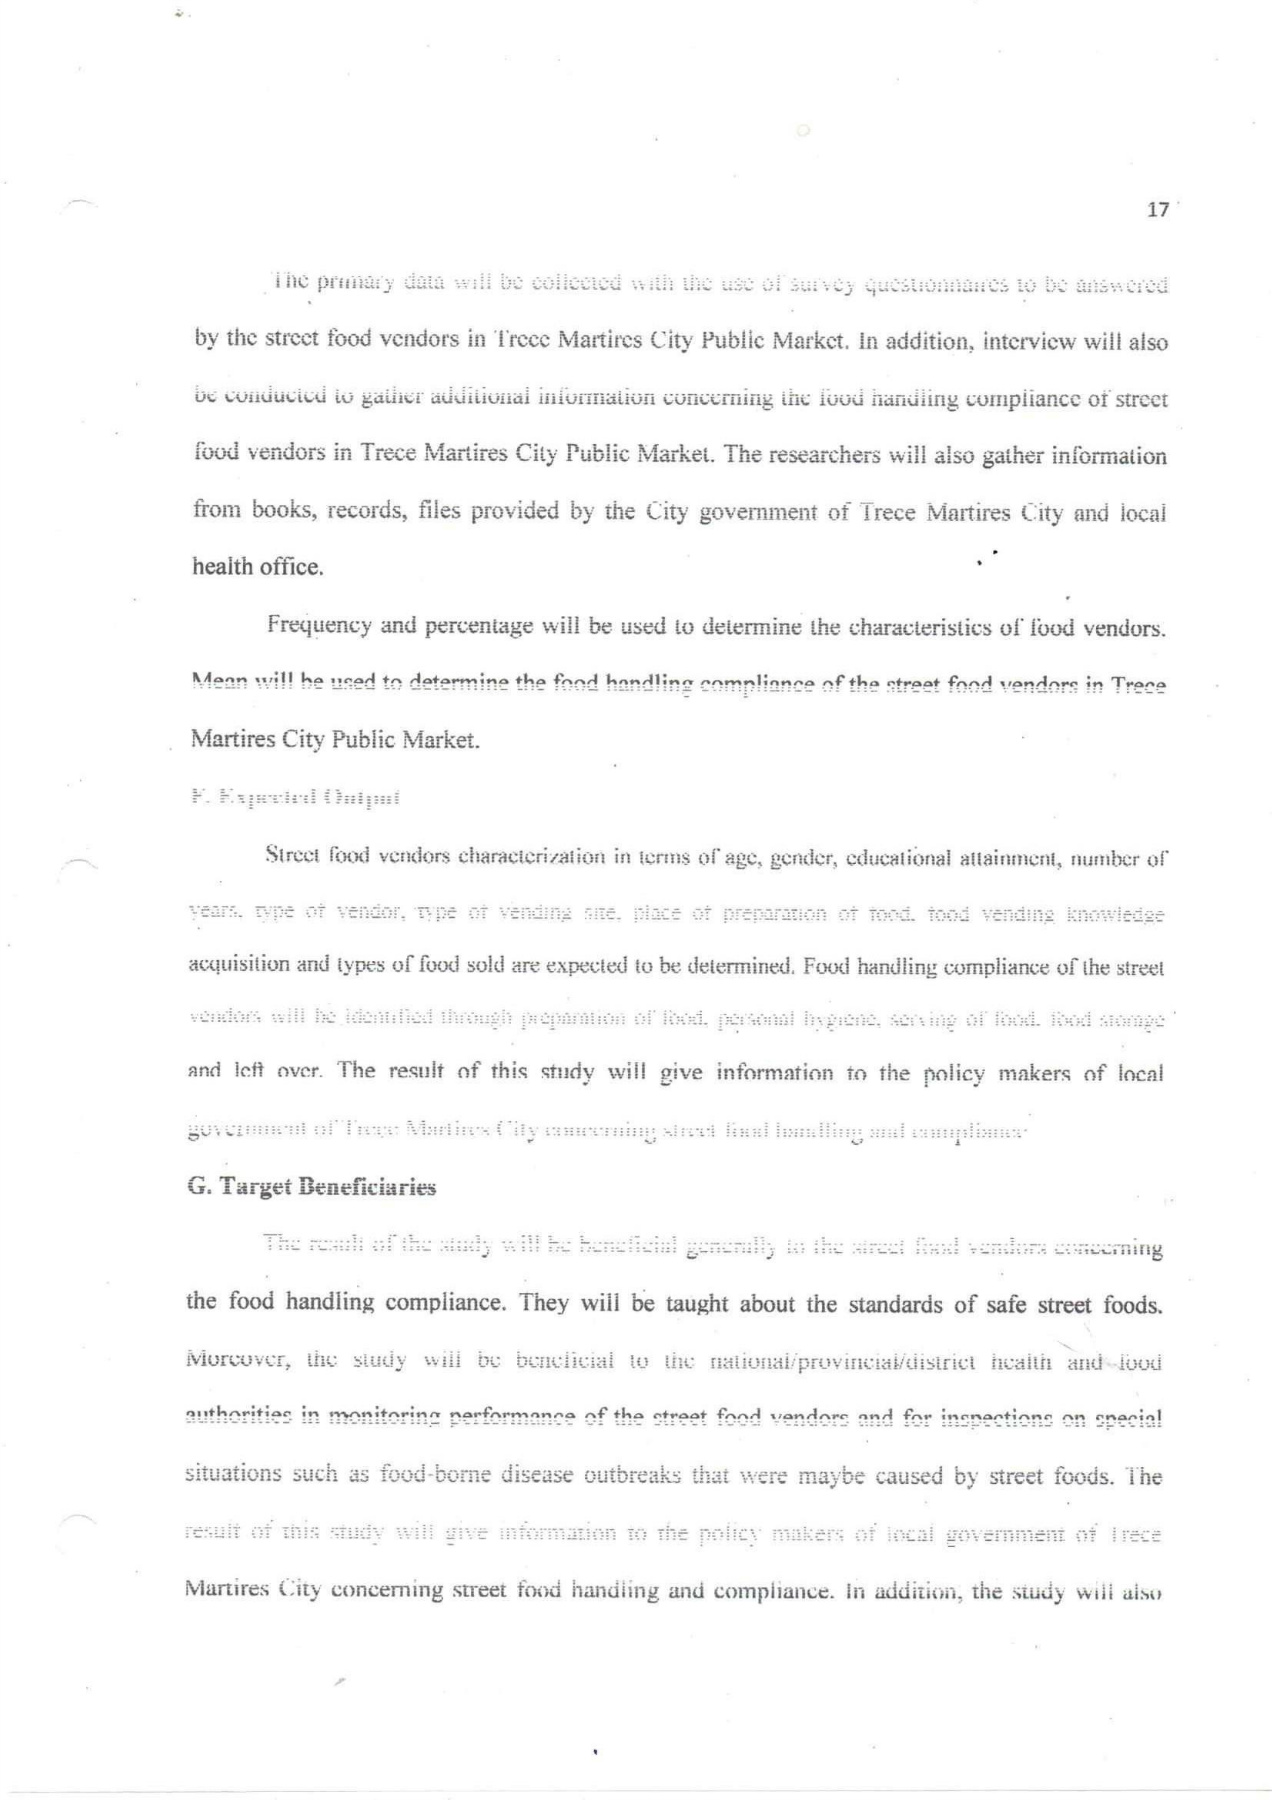 17
The primary data will be collected with the use of survey questionnaires to be answered
by the street food vendors in Trece Martires City Public Market. In addition, interview will also
be conducted to gather additional information concerning the food handling compliance of street
food vendors in Trece Martires City Public Market. The researchers will also gather information
from books, records, files provided by the City government of Trece Martires City and local
health office.
Frequency and percentage will be used to determine the characteristics of food vendors.
Mean will be used to determine the food handling compliance of the street food vendors in Trece
Martires City Public Market.
F. Expected Output
Street food vendors characterization in terms of age, gender, educational attainment, number of
years, type of vendor, type of vending site, place of preparation of food, food vending knowledge
acquisition and types of food sold are expected to be determined. Food handling compliance of the street
vendors will be identified through preparation of food, personal hygiene, serving of food, food storage
and left over. The result of this study will give information to the policy makers of local
government of Trece Martires City concerning street food handling and compliance
G. Target Beneficiaries
The result of the study will be beneficial generally to the street food vendors concerning
the food handling compliance. They will be taught about the standards of safe street foods.
Moreover, the study will be beneficial to the national/provincial/district health and food
authorities in monitoring performance of the street food vendors and for inspections on special
situations such as food-borne disease outbreaks that were maybe caused by street foods. The
result of this study will give information to the policy makers of local government of Trece
Martires City concerning street food handling and compliance. In addition, the study will also